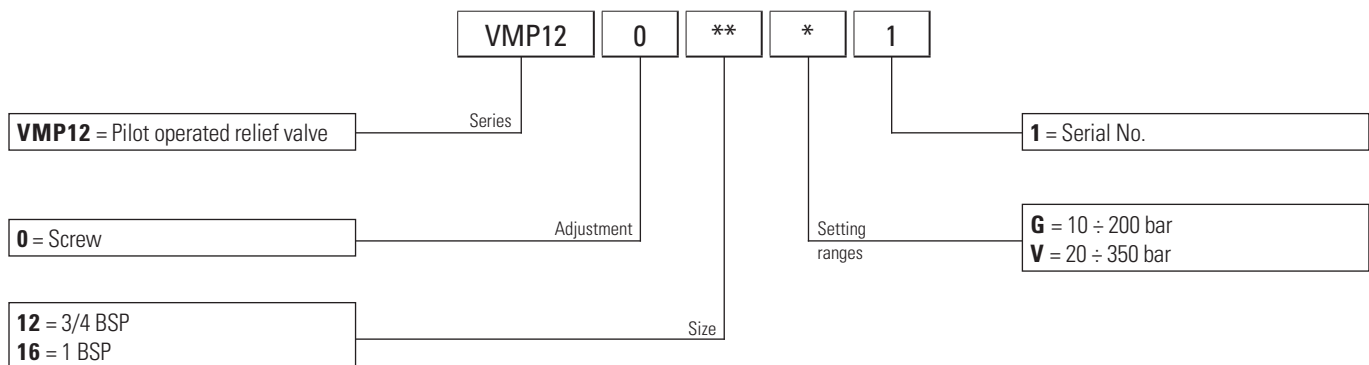 VMP12 0 ** * 1
Series
VMP12 = Pilot operated relief valve
1 = Serial No.
Adjustment
0 = Screw
Setting
ranges
G = 10 ÷ 200 bar
V = 20 ÷ 350 bar
Size
12 = 3/4 BSP
16 = 1 BSP